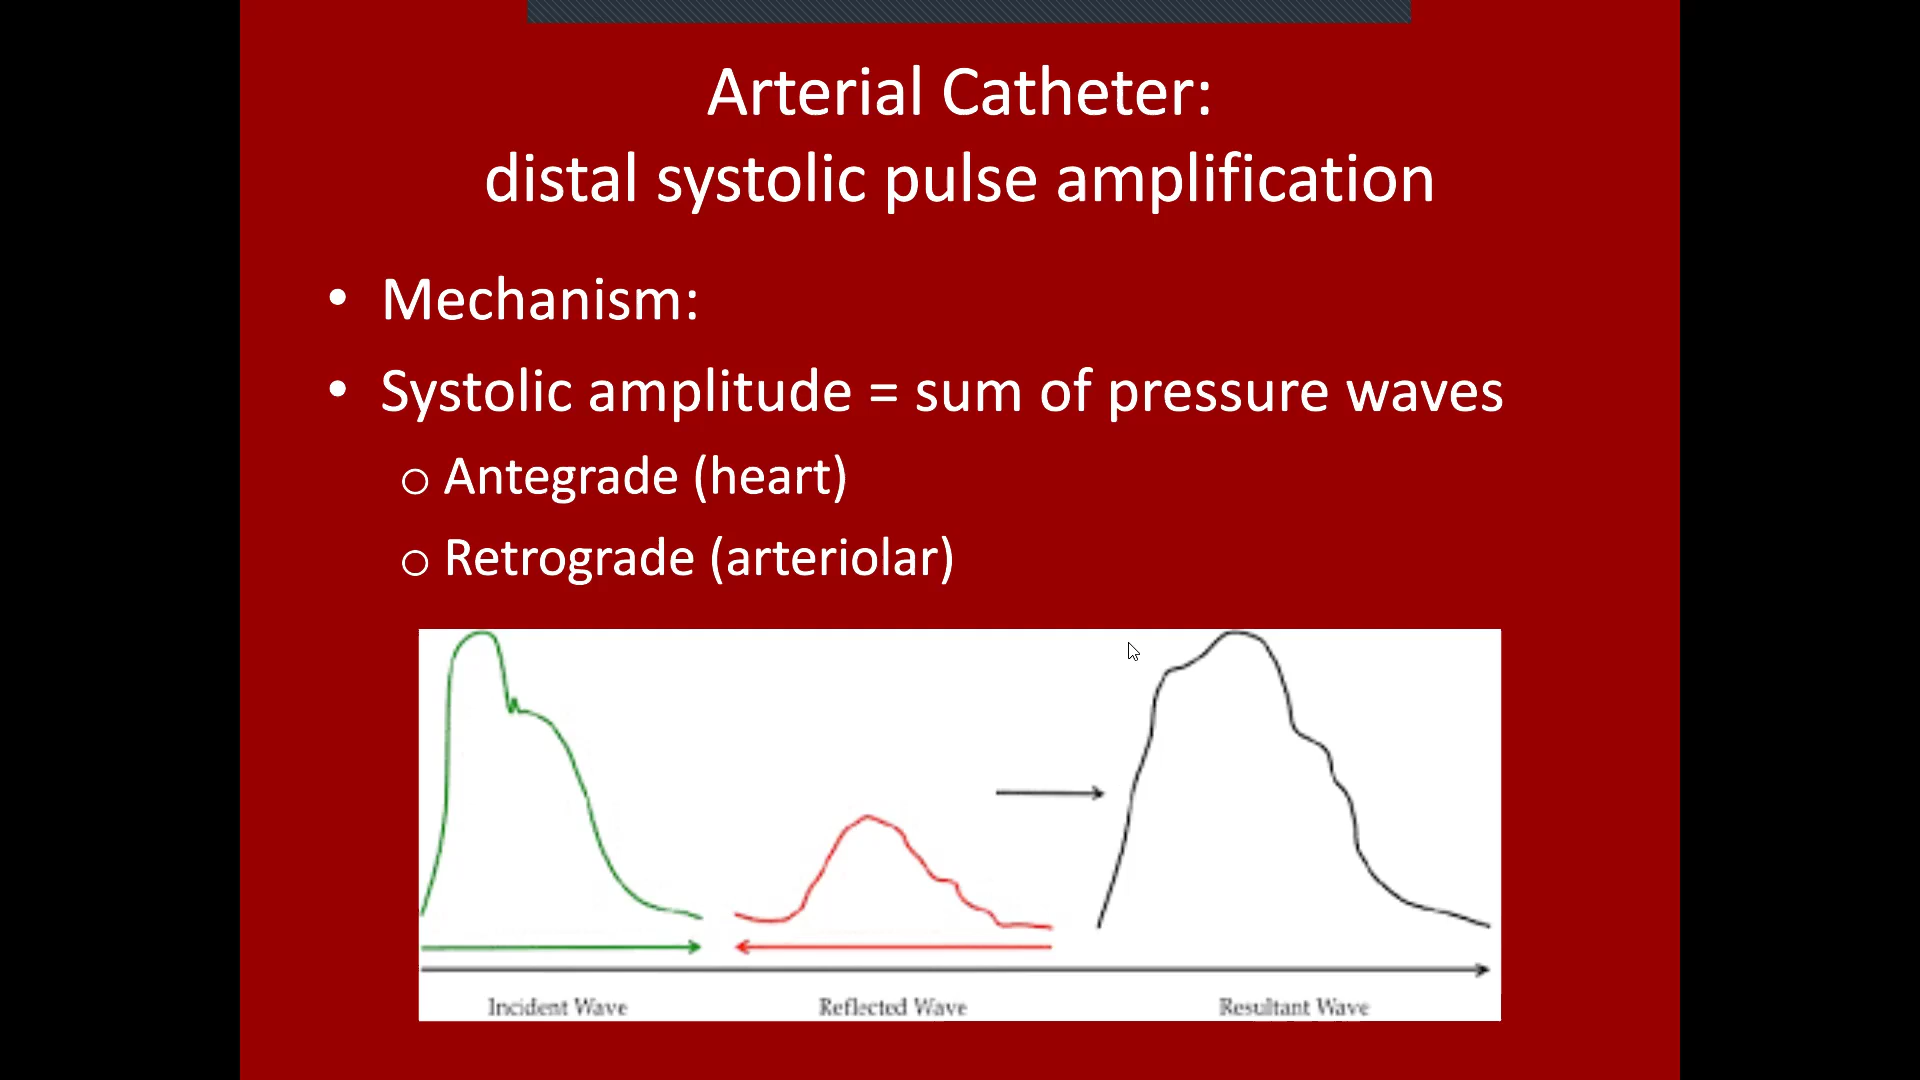 Arterial Catheter:
distal systolic pulse amplification
• Mechanism:
• Systolic amplitude = sum of pressure waves
o Antegrade (heart)
o Retrograde (arteriolar)
Incident Wave
Reflected Wave
Resultant Wave